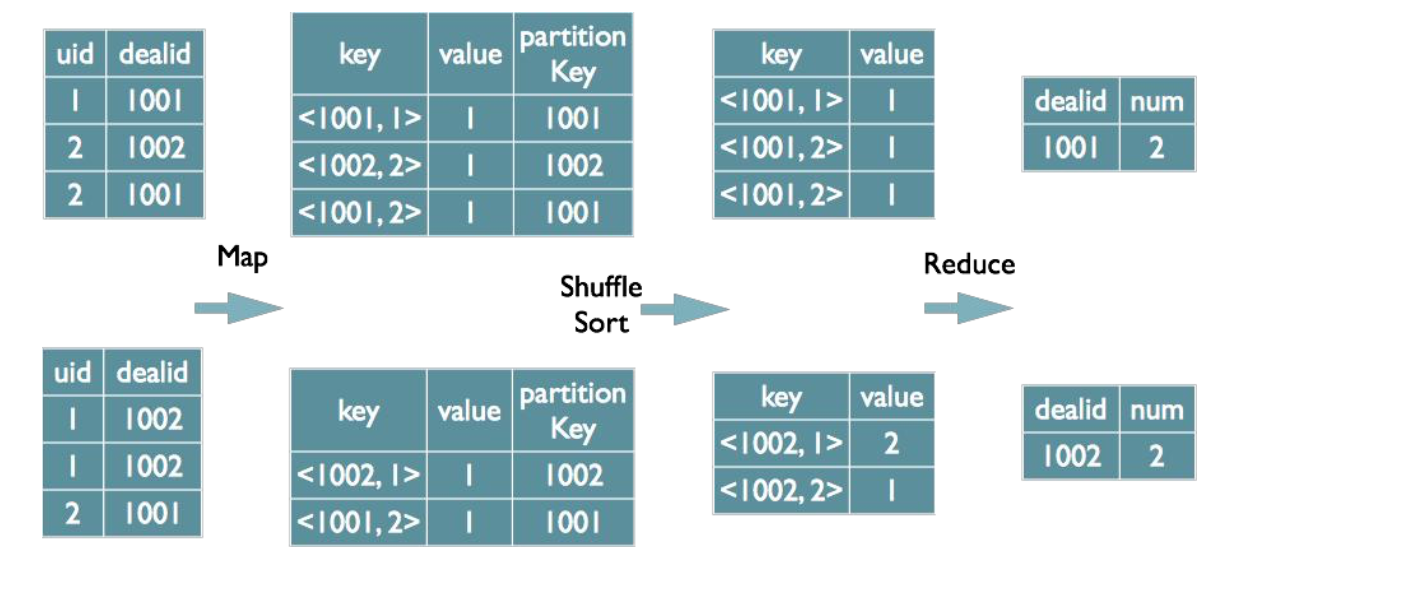 uid dealid
1 1001
2 1002
2 1001
key value partition Key
<1001, 1> 1 1001
<1002, 2> 1 1002
<1001, 2> 1 1001
key value
<1001, 1> 1
<1001, 2> 1
<1001, 2> 1
dealid num
1001 2
Map
Shuffle
Sort
Reduce
uid dealid
1 1002
1 1002
2 1001
key value partition Key
<1002, 1> 1 1002
<1001, 2> 1 1001
key value
<1002, 1> 2
<1002, 2> 1
dealid num
1002 2